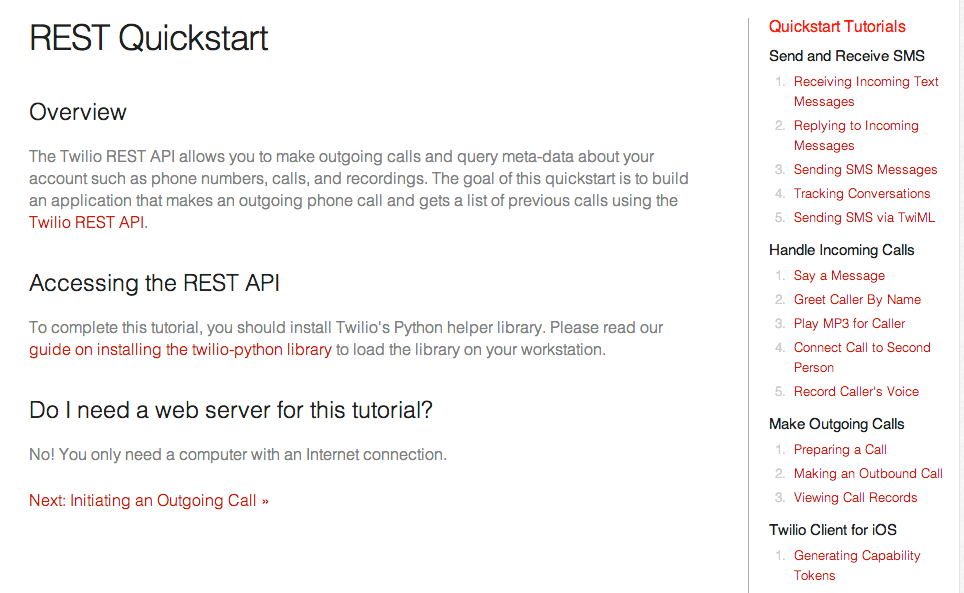 REST Quickstart
Overview
The Twilio REST API allows you to make outgoing calls and query meta-data about your
account such as phone numbers, calls, and recordings. The goal of this quickstart is to build
an application that makes an outgoing phone call and gets a list of previous calls using the
Twilio REST API.
Accessing the REST API
To complete this tutorial, you should install Twilio's Python helper library. Please read our
guide on installing the twilio-python library to load the library on your workstation.
Do I need a web server for this tutorial?
No! You only need a computer with an Internet connection.
Next: Initiating an Outgoing Call »
Quickstart Tutorials
Send and Receive SMS
1. Receiving Incoming Text
Messages
2. Replying to Incoming
Messages
3. Sending SMS Messages
4. Tracking Conversations
5. Sending SMS via TwiML
Handle Incoming Calls
1. Say a Message
2. Greet Caller By Name
3. Play MP3 for Caller
4. Connect Call to Second
Person
5. Record Caller's Voice
Make Outgoing Calls
1. Preparing a Call
2. Making an Outbound Call
3. Viewing Call Records
Twilio Client for iOS
1. Generating Capability
Tokens